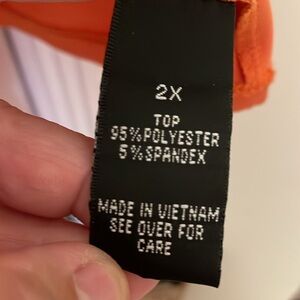 2X
TOP
95%POLYESTER
5%SPANDEX
MADE IN VIETNAM
SEE OVER FOR
CARE